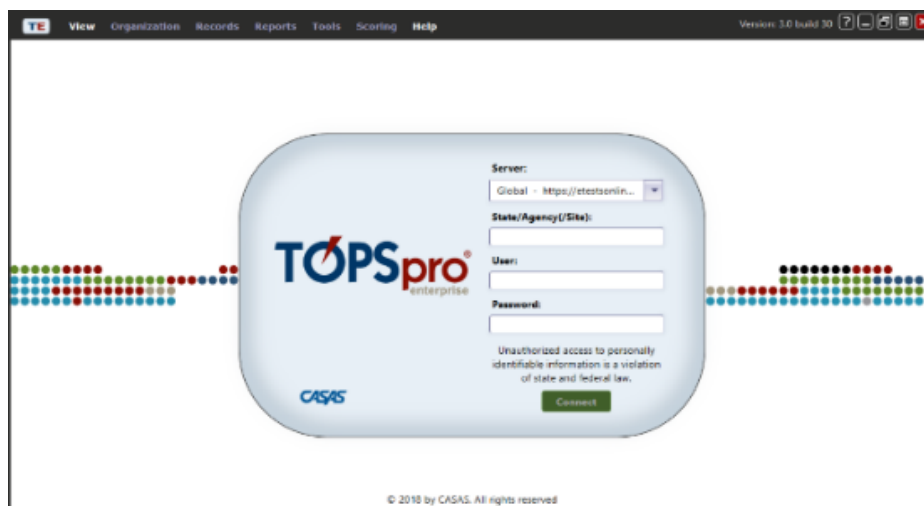 TE View Organization Records Reports Tools Scoring Help Version: 3.0 build 30 ?
Server:
Global - https://etestsonlin...
State/Agency(/Site):
TOPSpro®
enterprise
User:
Password:
Unauthorized access to personally
identifiable information is a violation
of state and federal law.
CASAS
Connect
© 2018 by CASAS. All rights reserved